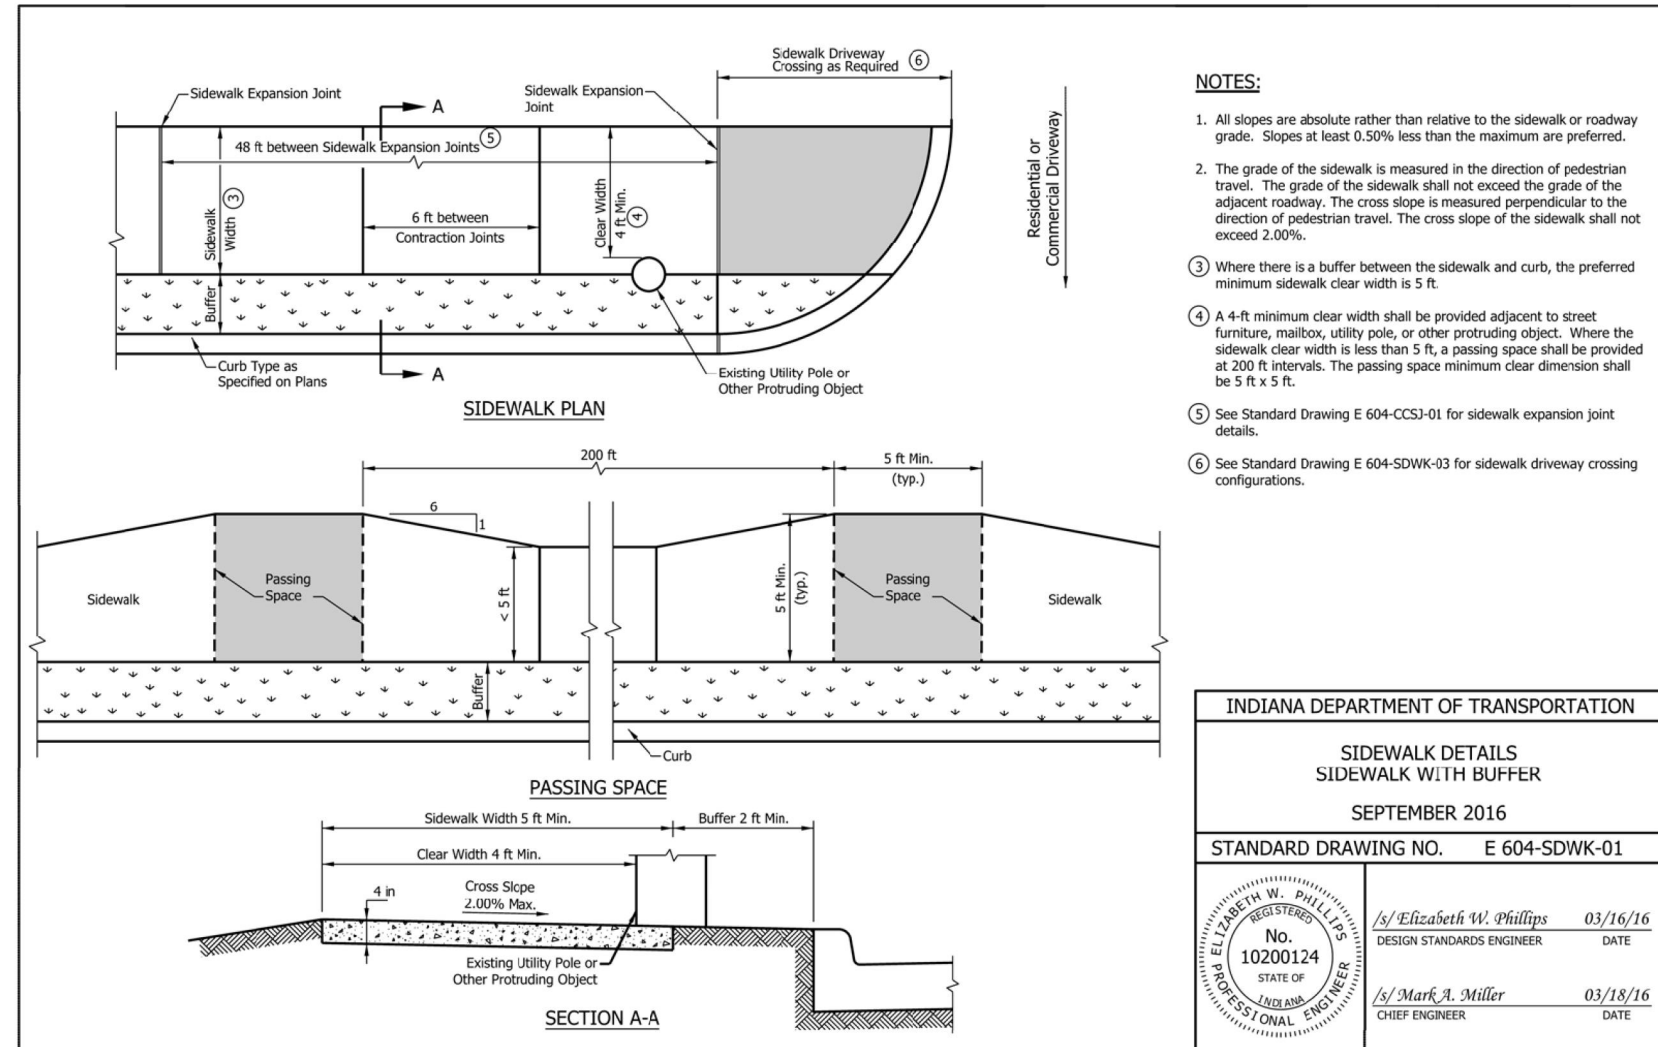 Sidewalk Driveway
Crossing as Required 6
Sidewalk Expansion Joint
A
Sidewalk Expansion
Joint
48 ft between Sidewalk Expansion Joints 5
Sidewalk
Width 3
6 ft between
Contraction Joints
Clear Width
4 ft Min. 4
Residential or
Commercial Driveway
Buffer
Curb Type as
Specified on Plans
A
Existing Utility Pole or
Other Protruding Object
SIDEWALK PLAN
200 ft
5 ft Min.
(typ.)
6
1
Sidewalk
Passing
Space
< 5 ft
5 ft Min.
(typ.)
Passing
Space
Sidewalk
Buffer
Curb
PASSING SPACE
Sidewalk Width 5 ft Min.
Buffer 2 ft Min.
Clear Width 4 ft Min.
4 in
Cross Slope
2.00% Max.
Existing Utility Pole or
Other Protruding Object
SECTION A-A
NOTES:
1. All slopes are absolute rather than relative to the sidewalk or roadway
grade. Slopes at least 0.50% less than the maximum are preferred.
2. The grade of the sidewalk is measured in the direction of pedestrian
travel. The grade of the sidewalk shall not exceed the grade of the
adjacent roadway. The cross slope is measured perpendicular to the
direction of pedestrian travel. The cross slope of the sidewalk shall not
exceed 2.00%.
3 Where there is a buffer between the sidewalk and curb, the preferred
minimum sidewalk clear width is 5 ft.
4 A 4-ft minimum clear width shall be provided adjacent to street
furniture, mailbox, utility pole, or other protruding object. Where the
sidewalk clear width is less than 5 ft, a passing space shall be provided
at 200 ft intervals. The passing space minimum clear dimension shall
be 5 ft x 5 ft.
5 See Standard Drawing E 604-CCSJ-01 for sidewalk expansion joint
details.
6 See Standard Drawing E 604-SDWK-03 for sidewalk driveway crossing
configurations.
INDIANA DEPARTMENT OF TRANSPORTATION
SIDEWALK DETAILS
SIDEWALK WITH BUFFER
SEPTEMBER 2016
STANDARD DRAWING NO. E 604-SDWK-01
ELIZABETH W. PHILLIPS
REGISTERED
No.
10200124
STATE OF
INDIANA
PROFESSIONAL ENGINEER
/s/ Elizabeth W. Phillips 03/16/16
DESIGN STANDARDS ENGINEER DATE
/s/ Mark A. Miller 03/18/16
CHIEF ENGINEER DATE